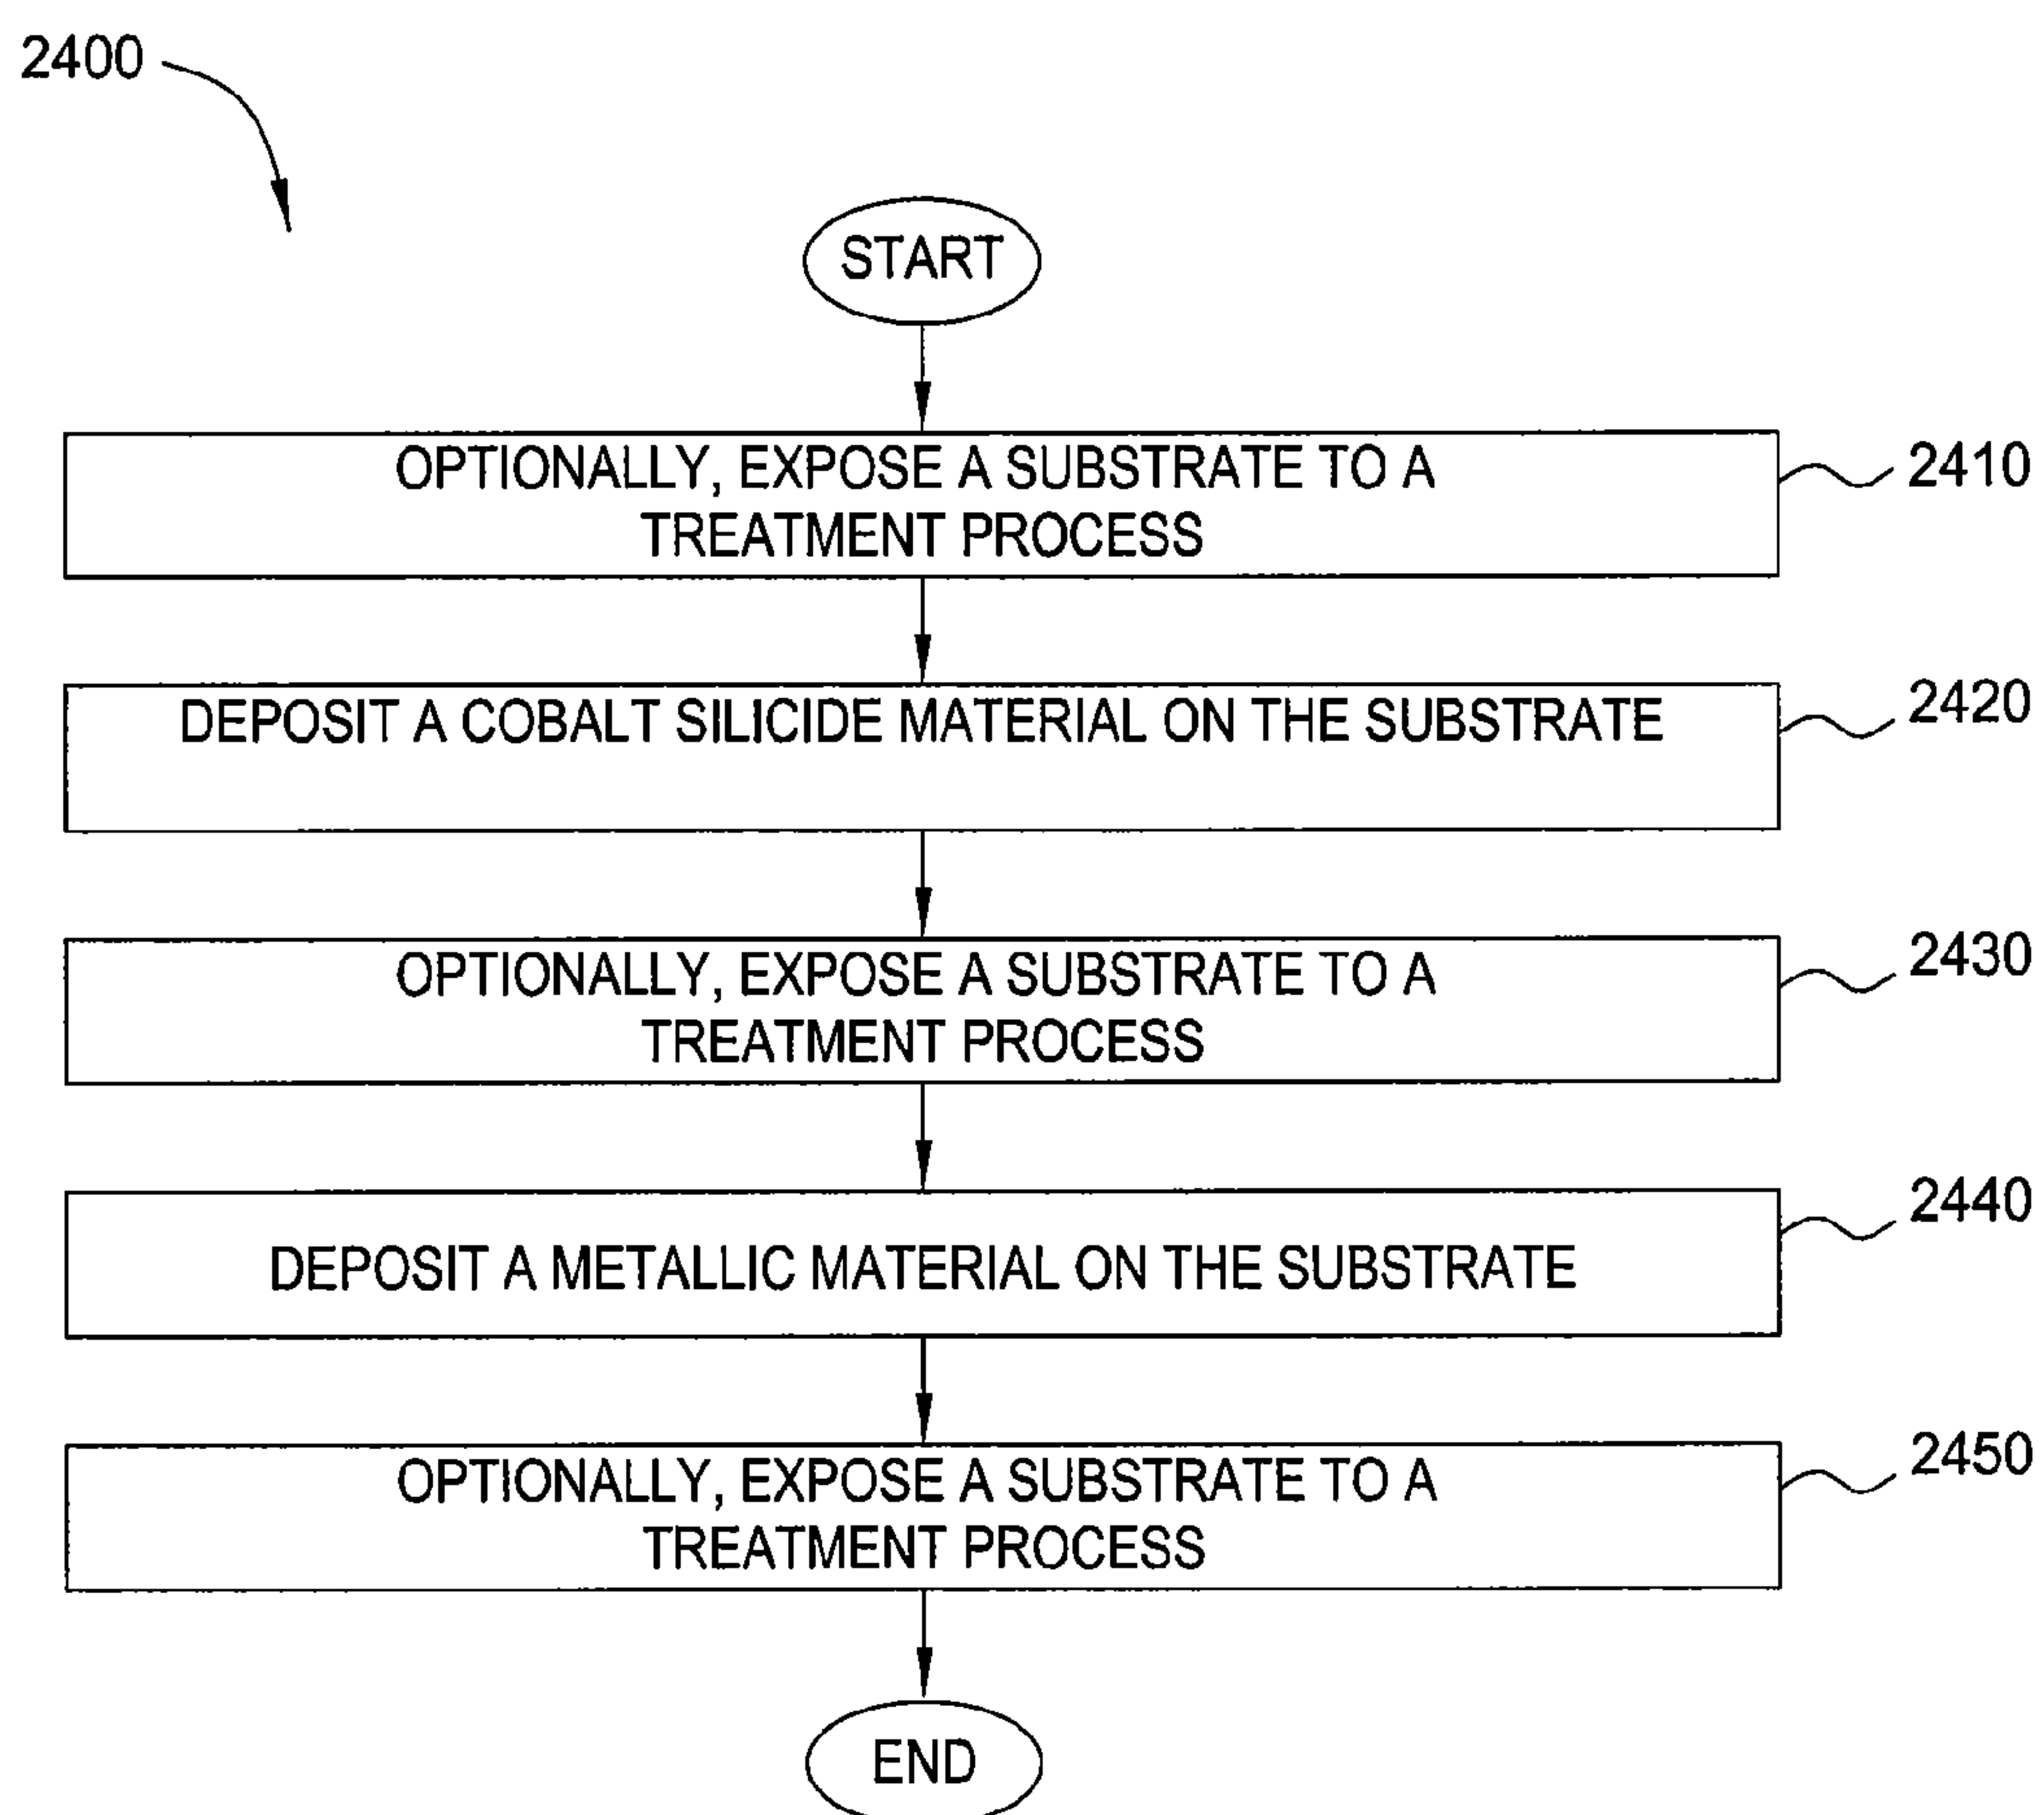 2400
START
OPTIONALLY, EXPOSE A SUBSTRATE TO A
TREATMENT PROCESS
2410
DEPOSIT A COBALT SILICIDE MATERIAL ON THE SUBSTRATE
2420
OPTIONALLY, EXPOSE A SUBSTRATE TO A
TREATMENT PROCESS
2430
DEPOSIT A METALLIC MATERIAL ON THE SUBSTRATE
2440
OPTIONALLY, EXPOSE A SUBSTRATE TO A
TREATMENT PROCESS
2450
END